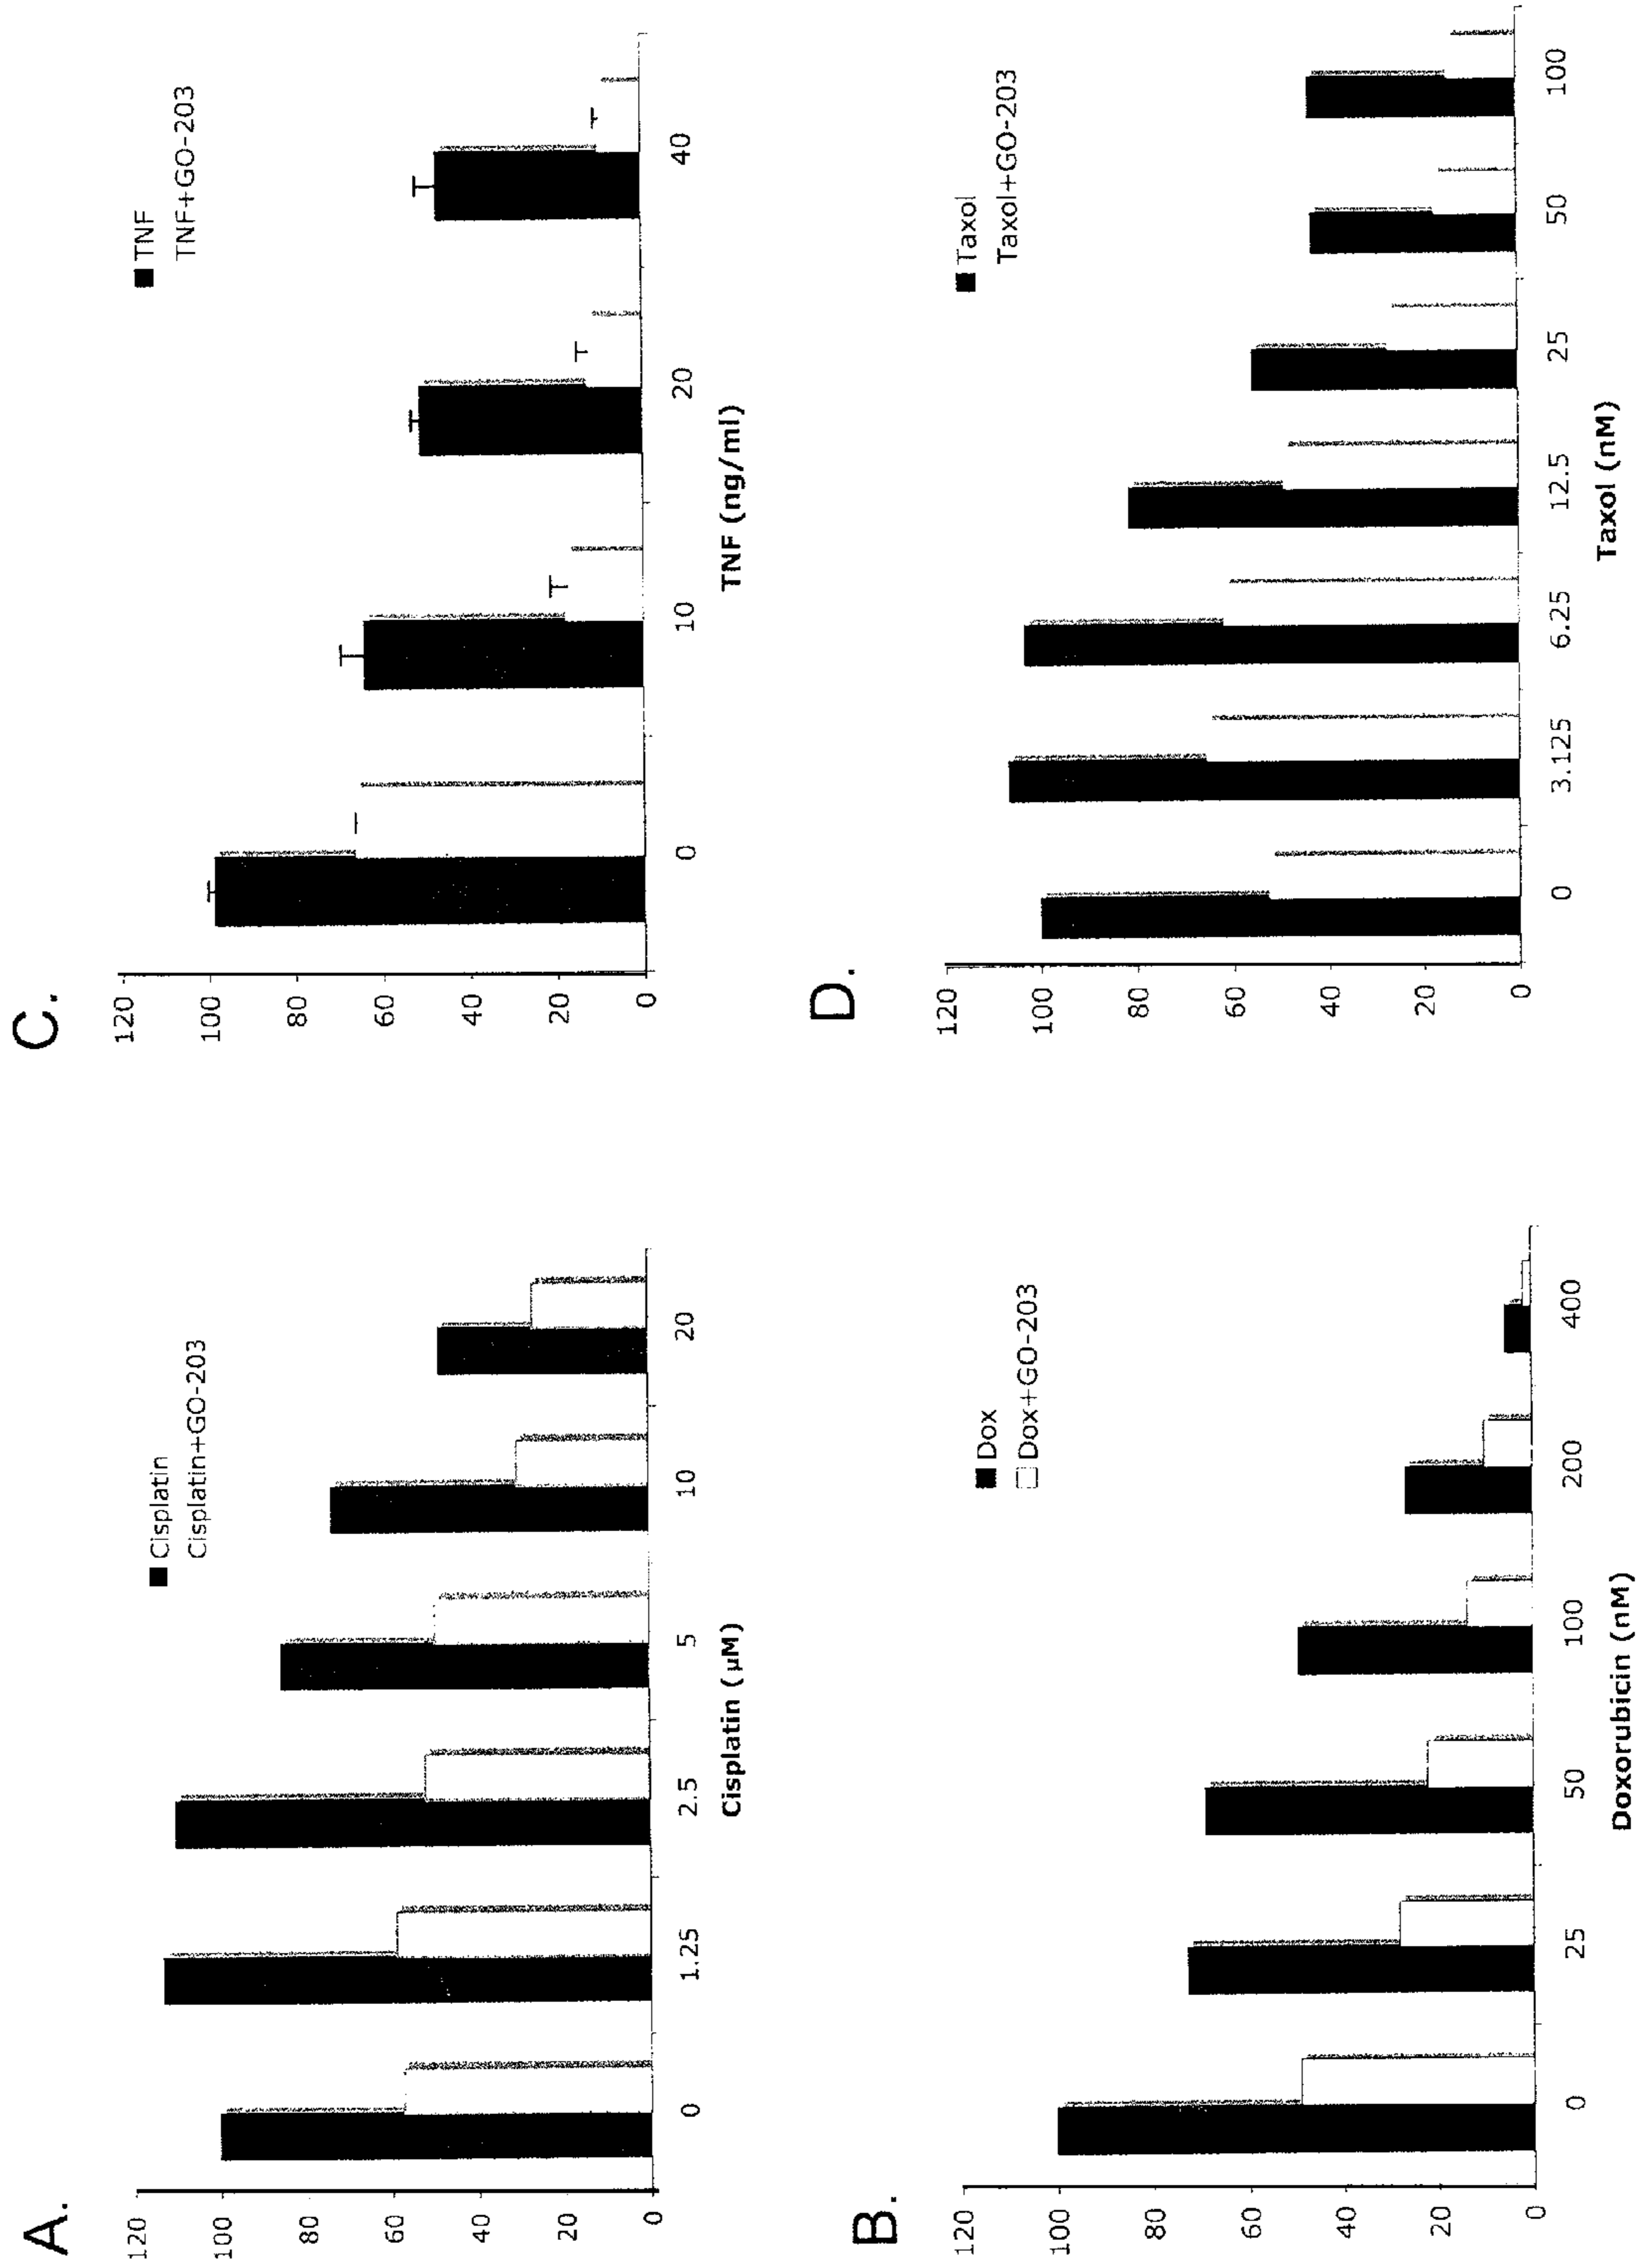 A.
120
100
80
60
40
20
0
■ Cisplatin
Cisplatin+GO-203
0 1.25 2.5 5 10 20
Cisplatin (µM)
B.
120
100
80
60
40
20
0
■ Dox
□ Dox+GO-203
0 25 50 100 200 400
Doxorubicin (nM)
C.
120
100
80
60
40
20
0
■ TNF
TNF+GO-203
0 10 20 40
TNF (ng/ml)
D.
120
100
80
60
40
20
0
■ Taxol
Taxol+GO-203
0 3.125 6.25 12.5 25 50 100
Taxol (nM)